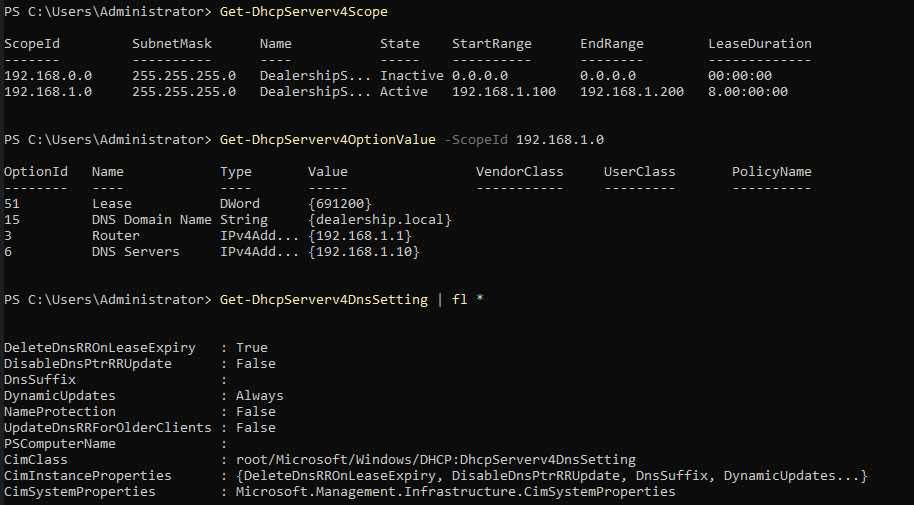 PS C:\Users\Administrator> Get-DhcpServerv4Scope
ScopeId SubnetMask Name State StartRange EndRange LeaseDuration
------- ---------- ---- ----- ---------- -------- -------------
192.168.0.0 255.255.255.0 DealershipS... Inactive 0.0.0.0 0.0.0.0 00:00:00
192.168.1.0 255.255.255.0 DealershipS... Active 192.168.1.100 192.168.1.200 8.00:00:00
PS C:\Users\Administrator> Get-DhcpServerv4OptionValue -ScopeId 192.168.1.0
OptionId Name Type Value VendorClass UserClass PolicyName
-------- ---- ---- ----- ----------- --------- ----------
51 Lease DWord {691200}
15 DNS Domain Name String {dealership.local}
3 Router IPv4Add... {192.168.1.1}
6 DNS Servers IPv4Add... {192.168.1.10}
PS C:\Users\Administrator> Get-DhcpServerv4DnsSetting | fl *
DeleteDnsRROnLeaseExpiry : True
DisableDnsPtrRRUpdate : False
DnsSuffix :
DynamicUpdates : Always
NameProtection : False
UpdateDnsRRForOlderClients : False
PSComputerName :
CimClass : root/Microsoft/Windows/DHCP:DhcpServerv4DnsSetting
CimInstanceProperties : {DeleteDnsRROnLeaseExpiry, DisableDnsPtrRRUpdate, DnsSuffix, DynamicUpdates...}
CimSystemProperties : Microsoft.Management.Infrastructure.CimSystemProperties